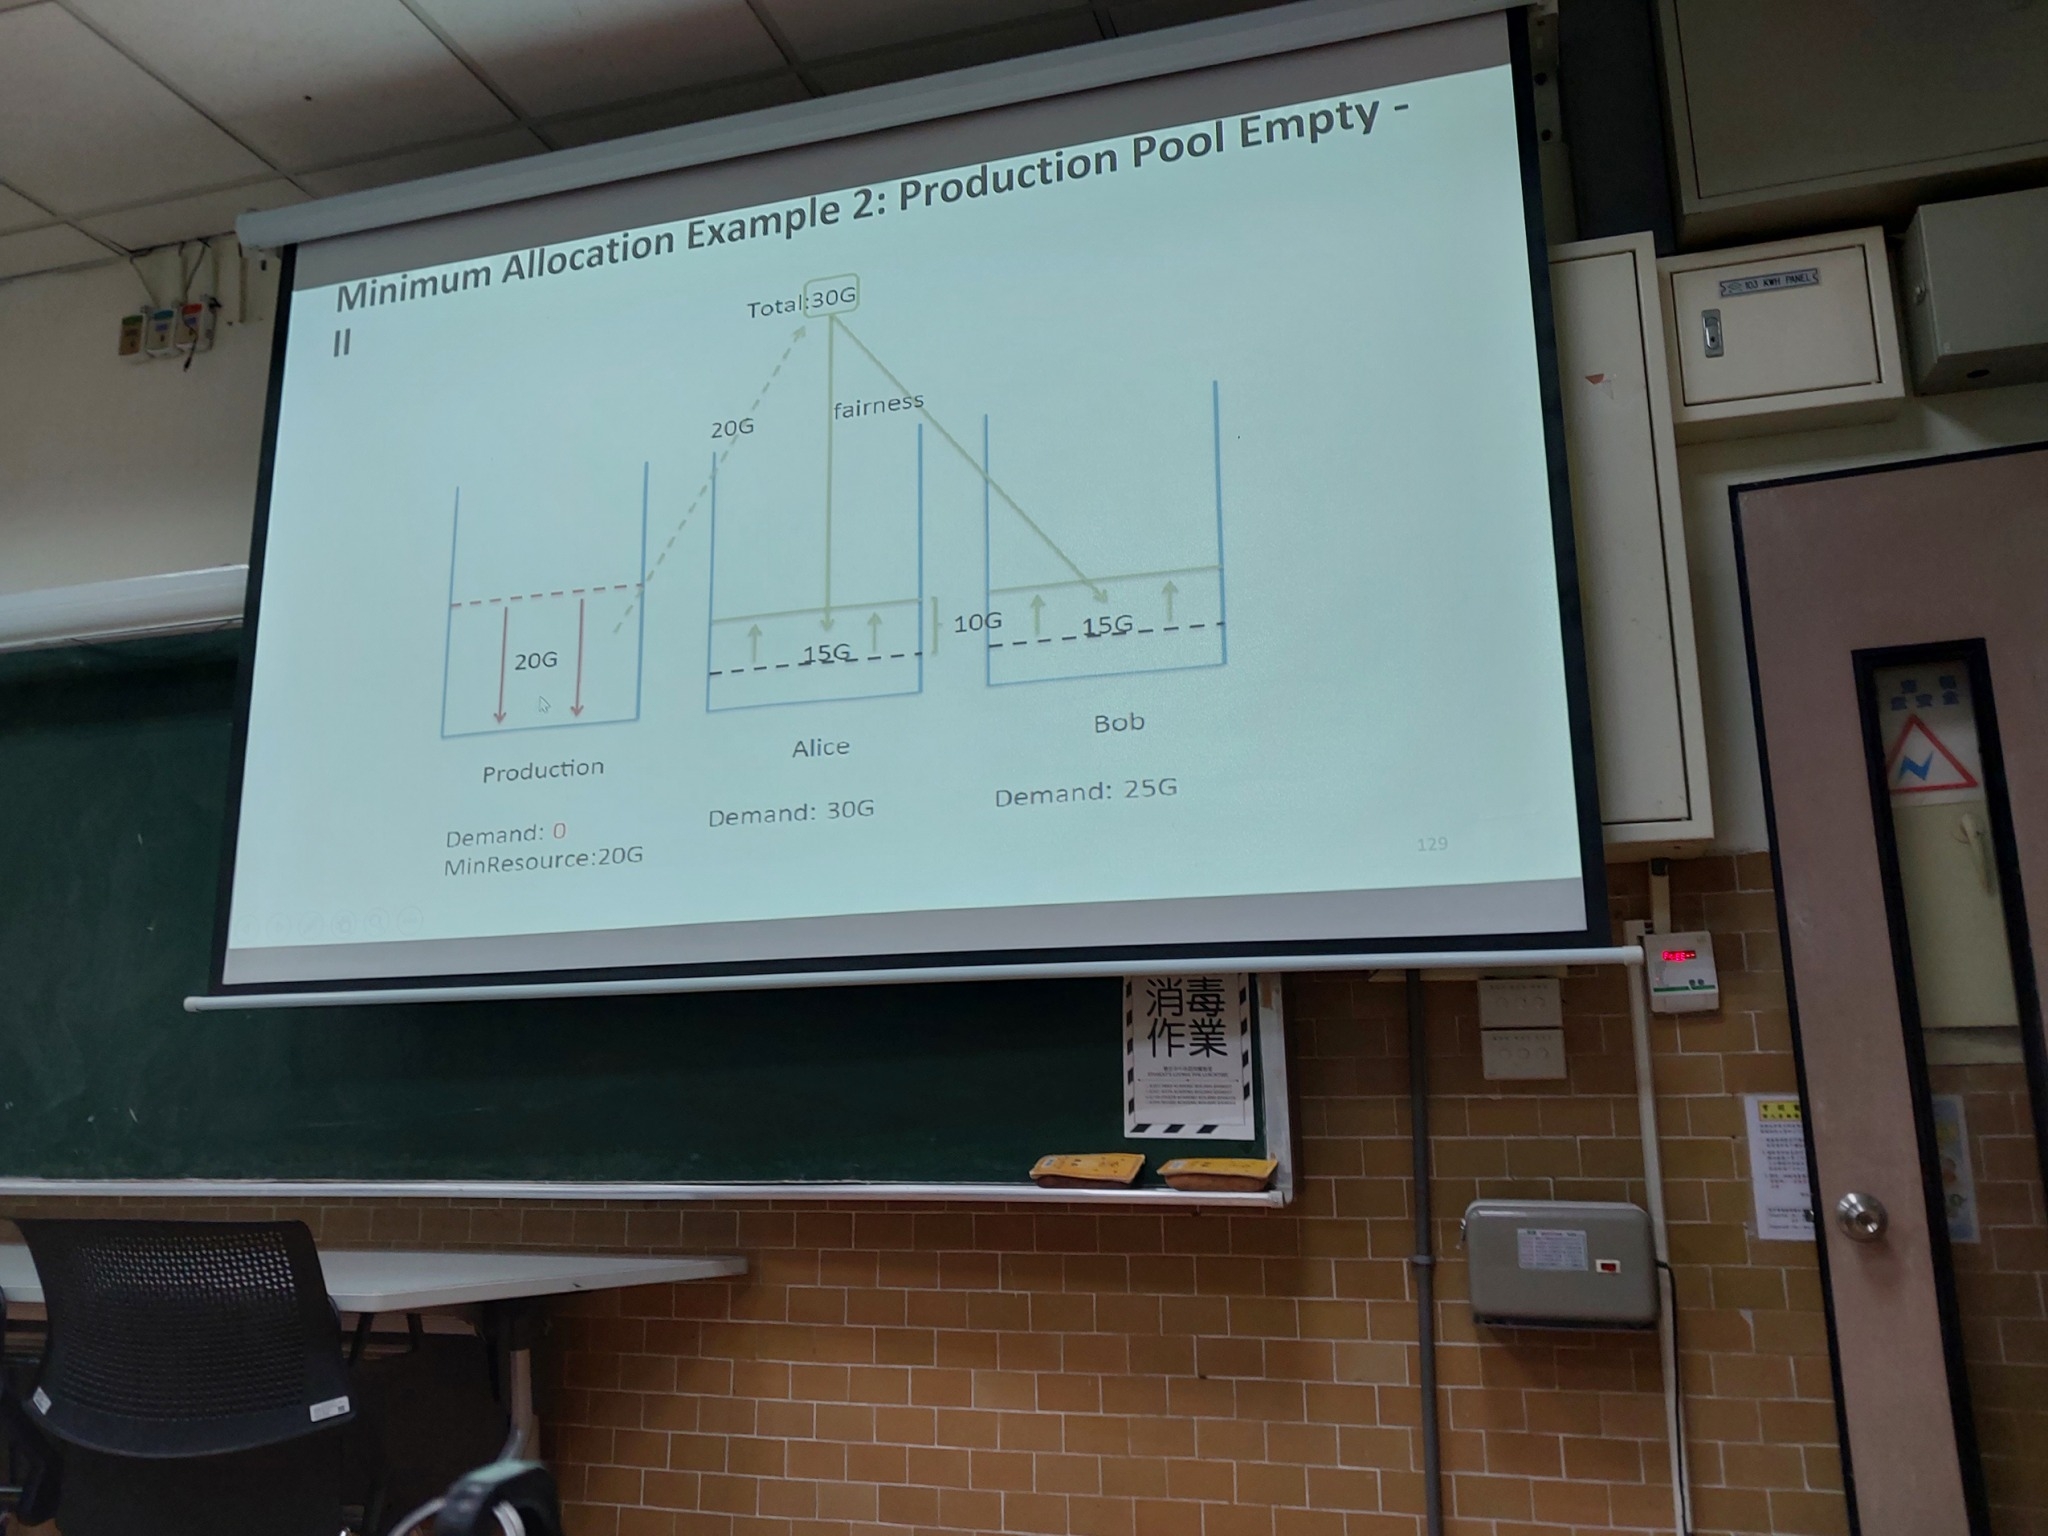 Minimum Allocation Example 2: Production Pool Empty -
II
Total:30G
20G
fairness
20G
15G
10G
15G
Production
Alice
Bob
Demand: 0
MinResource:20G
Demand: 30G
Demand: 25G
129
103 KWH PANEL
消毒
作業